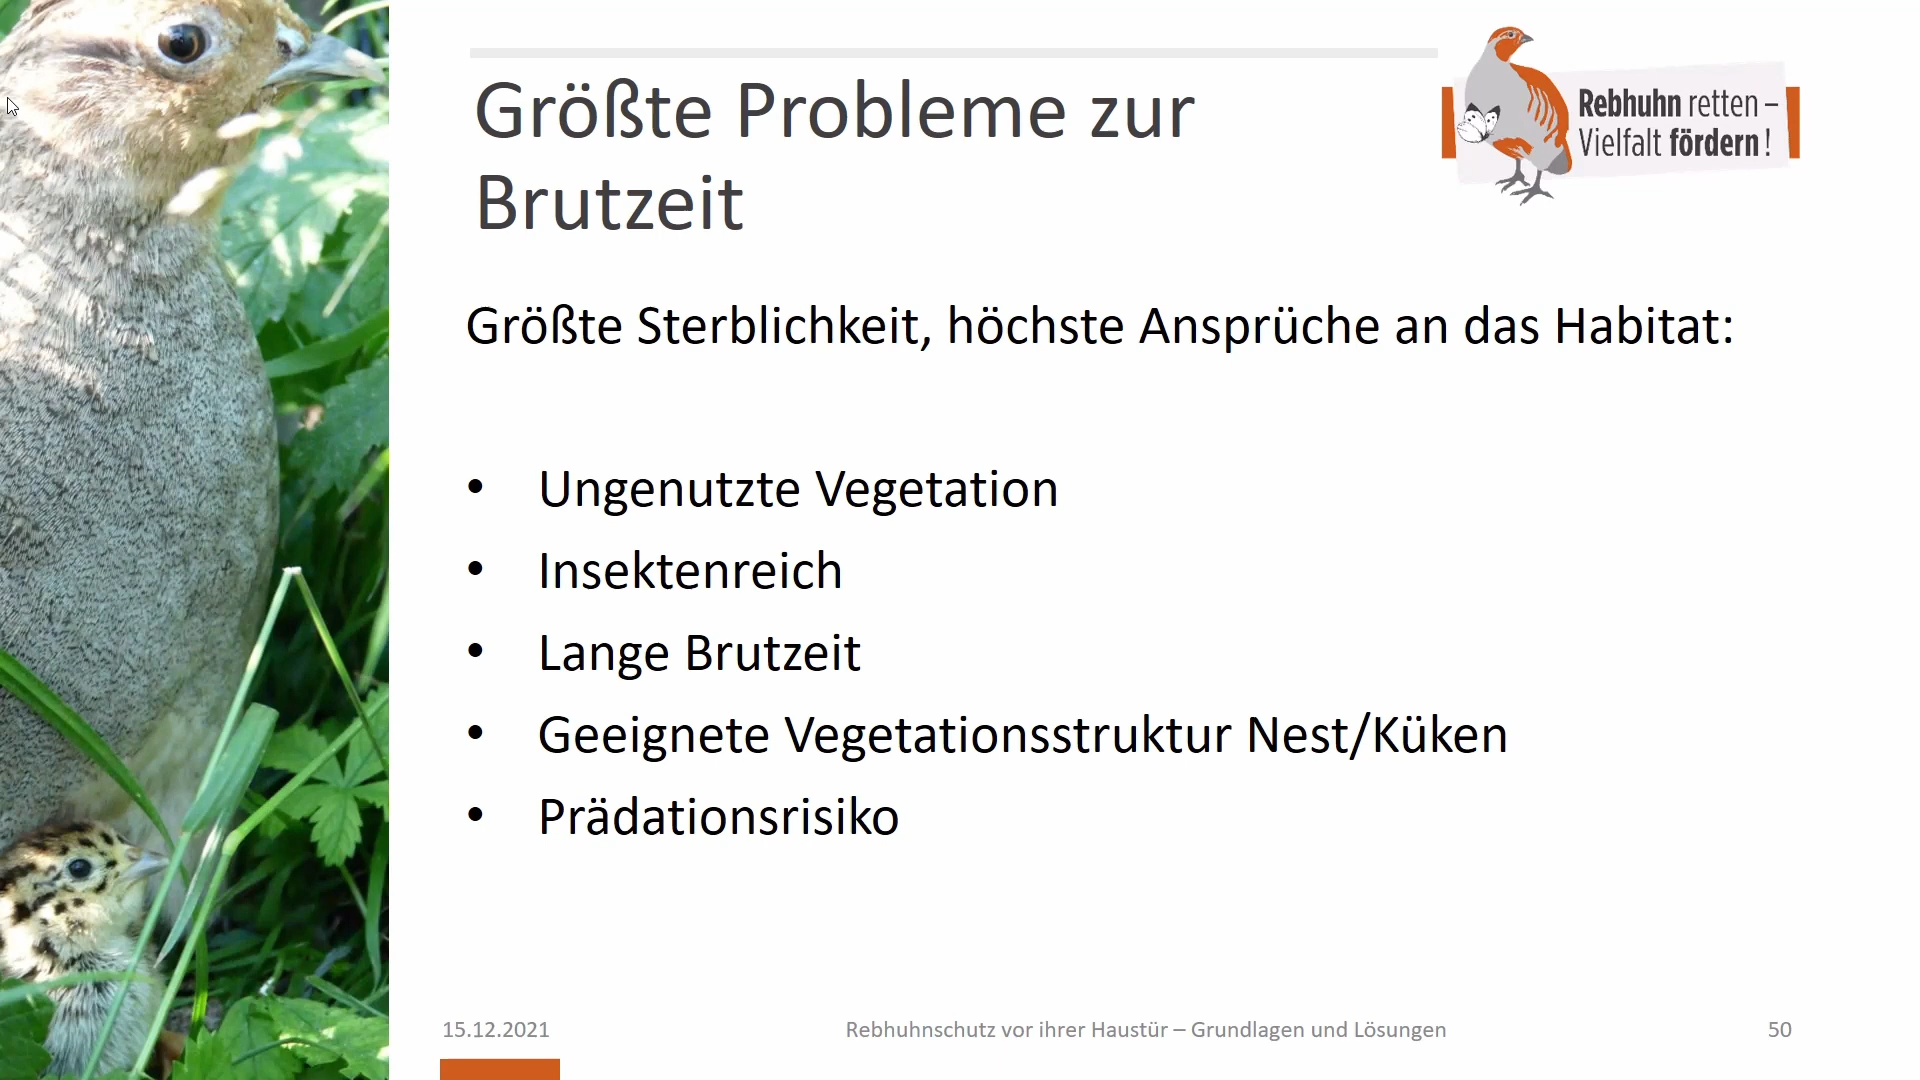 Größte Probleme zur
Brutzeit
Rebhuhn retten –
Vielfalt fördern!
Größte Sterblichkeit, höchste Ansprüche an das Habitat:
• Ungenutzte Vegetation
• Insektenreich
• Lange Brutzeit
• Geeignete Vegetationsstruktur Nest/Küken
• Prädationsrisiko
15.12.2021
Rebhuhnschutz vor ihrer Haustür – Grundlagen und Lösungen
50